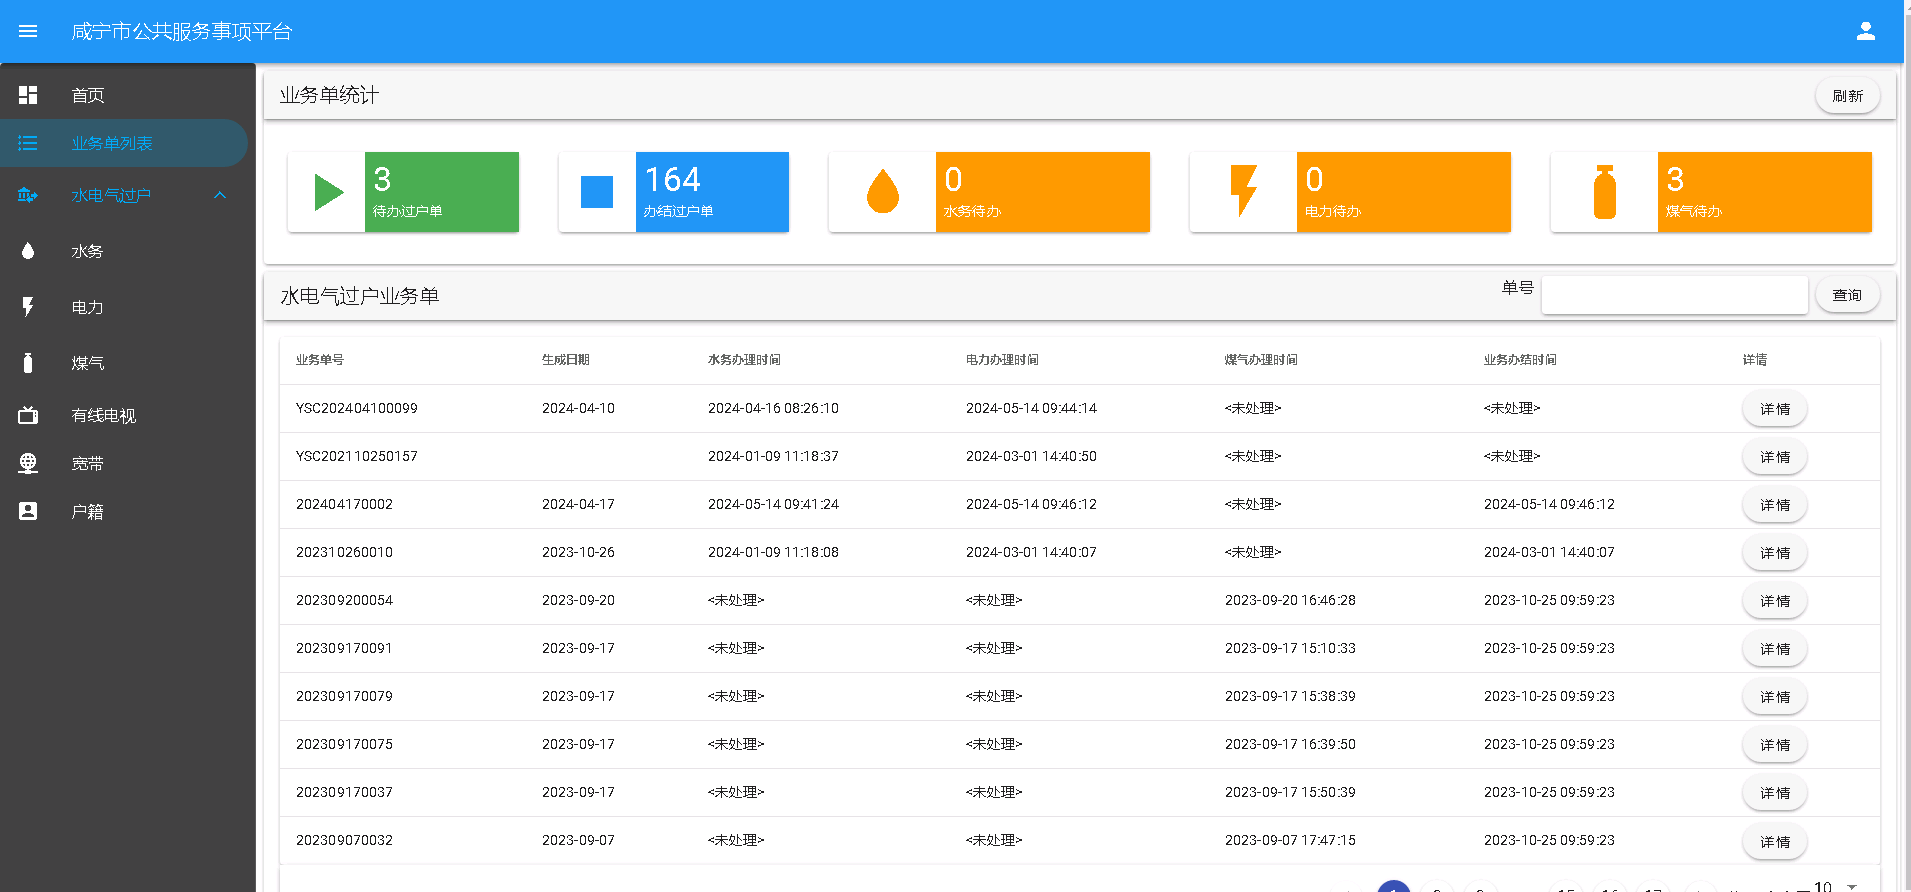 咸宁市公共服务事项平台
首页
业务单列表
水电气过户
水务
电力
煤气
有线电视
宽带
户籍
业务单统计
刷新
3
待办过户单
164
办结过户单
0
水务待办
0
电力待办
3
煤气待办
水电气过户业务单
单号
查询
业务单号 生成日期 水务办理时间 电力办理时间 煤气办理时间 业务办结时间 详情
YSC202404100099 2024-04-10 2024-04-16 08:26:10 2024-05-14 09:44:14 <未处理> <未处理> 详情
YSC202110250157 2024-01-09 11:18:37 2024-03-01 14:40:50 <未处理> <未处理> 详情
202404170002 2024-04-17 2024-05-14 09:41:24 2024-05-14 09:46:12 <未处理> 2024-05-14 09:46:12 详情
202310260010 2023-10-26 2024-01-09 11:18:08 2024-03-01 14:40:07 <未处理> 2024-03-01 14:40:07 详情
202309200054 2023-09-20 <未处理> <未处理> 2023-09-20 16:46:28 2023-10-25 09:59:23 详情
202309170091 2023-09-17 <未处理> <未处理> 2023-09-17 15:10:33 2023-10-25 09:59:23 详情
202309170079 2023-09-17 <未处理> <未处理> 2023-09-17 15:38:39 2023-10-25 09:59:23 详情
202309170075 2023-09-17 <未处理> <未处理> 2023-09-17 16:39:50 2023-10-25 09:59:23 详情
202309170037 2023-09-17 <未处理> <未处理> 2023-09-17 15:50:39 2023-10-25 09:59:23 详情
202309070032 2023-09-07 <未处理> <未处理> 2023-09-07 17:47:15 2023-10-25 09:59:23 详情
10